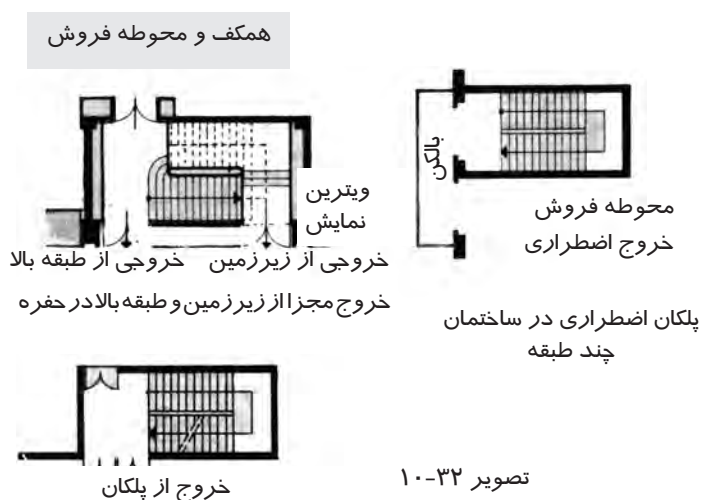 همکف و محوطه فروش
بالکن
ویترین
نمایش
محوطه فروش
خروج اضطراری
خروجی از زیرزمین خروجی از طبقه بالا
خروج مجزا از زیرزمین و طبقه بالا در حفره
پلکان اضطراری در ساختمان
چند طبقه
خروج از پلکان
تصویر ۳۲-۱۰